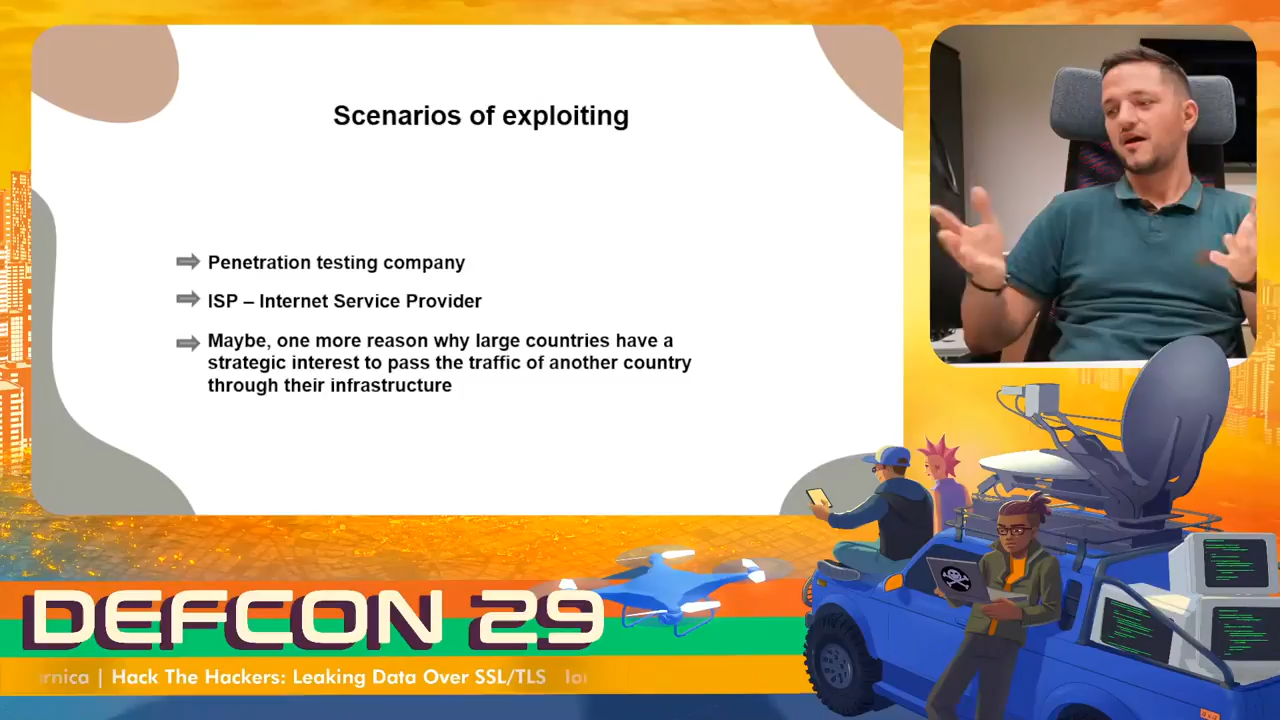 Scenarios of exploiting
Penetration testing company
ISP – Internet Service Provider
Maybe, one more reason why large countries have a
strategic interest to pass the traffic of another country
through their infrastructure
DEFCON 29
rnica | Hack The Hackers: Leaking Data Over SSL/TLS